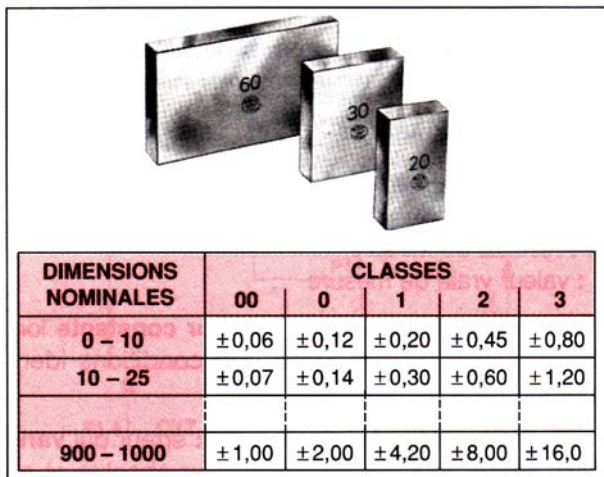 60
30
20
DIMENSIONS NOMINALES
CLASSES
00 0 1 2 3
0 – 10 ±0,06 ±0,12 ±0,20 ±0,45 ±0,80
10 – 25 ±0,07 ±0,14 ±0,30 ±0,60 ±1,20
900 – 1000 ±1,00 ±2,00 ±4,20 ±8,00 ±16,0